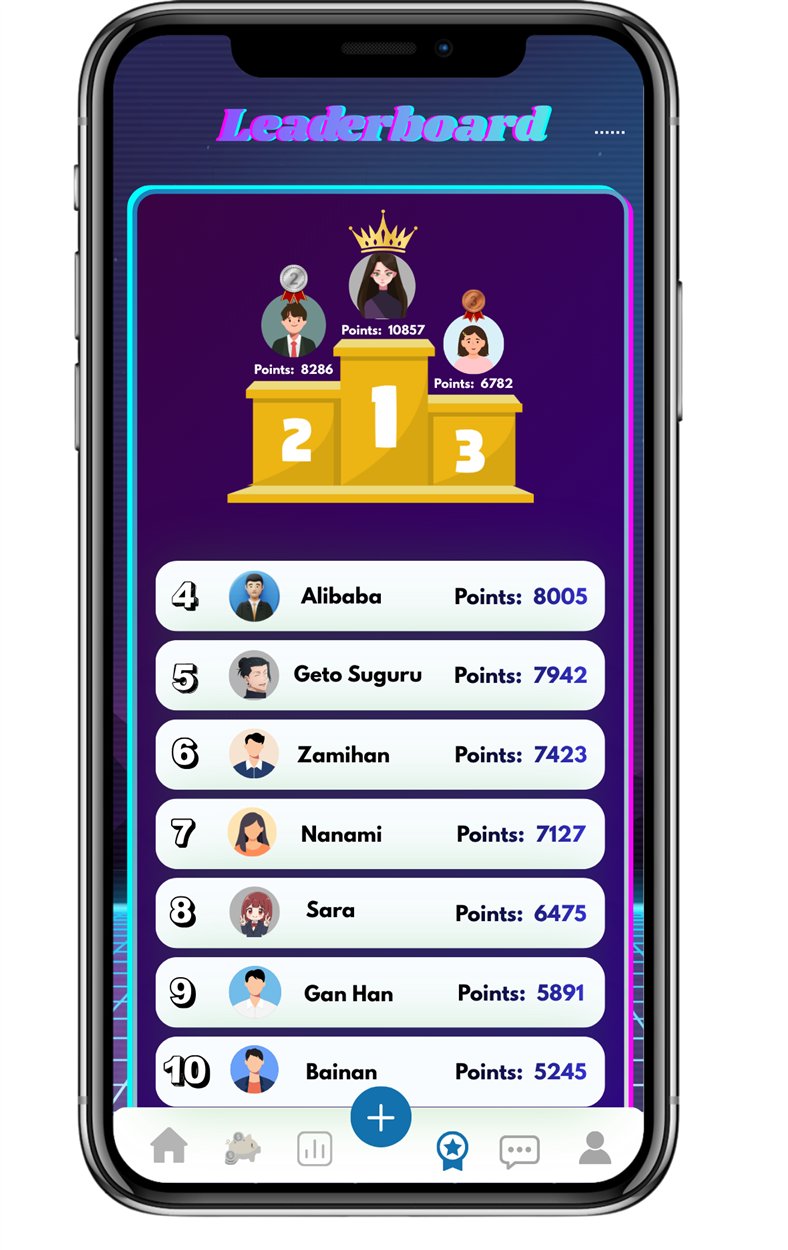 Leaderboard
......
2
3
Points: 10857
Points: 8286
Points: 6782
1
2
3
4 Alibaba Points: 8005
5 Geto Suguru Points: 7942
6 Zamihan Points: 7423
7 Nanami Points: 7127
8 Sara Points: 6475
9 Gan Han Points: 5891
10 Bainan Points: 5245
+